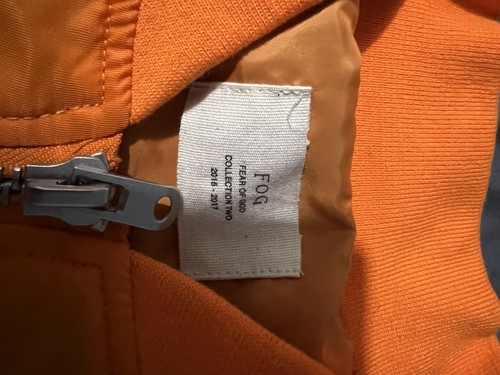 FOG
FEAR OF GOD
COLLECTION TWO
2016 - 2017